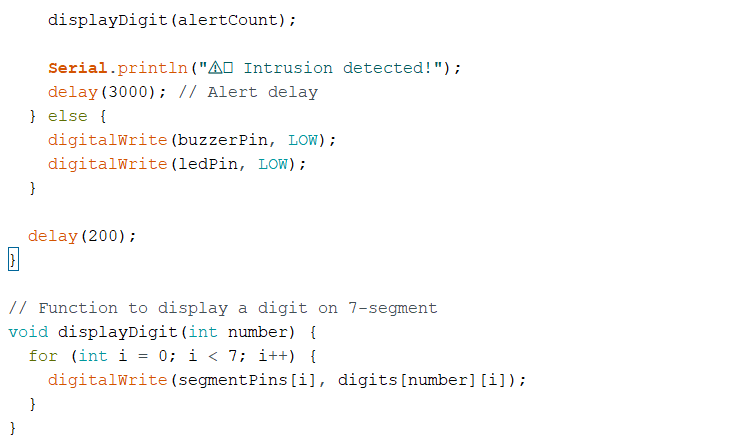 displayDigit(alertCount);
Serial.println("⚠️ Intrusion detected!");
delay(3000); // Alert delay
} else {
digitalWrite(buzzerPin, LOW);
digitalWrite(ledPin, LOW);
}
delay(200);
}
// Function to display a digit on 7-segment
void displayDigit(int number) {
for (int i = 0; i < 7; i++) {
digitalWrite(segmentPins[i], digits[number][i]);
}
}